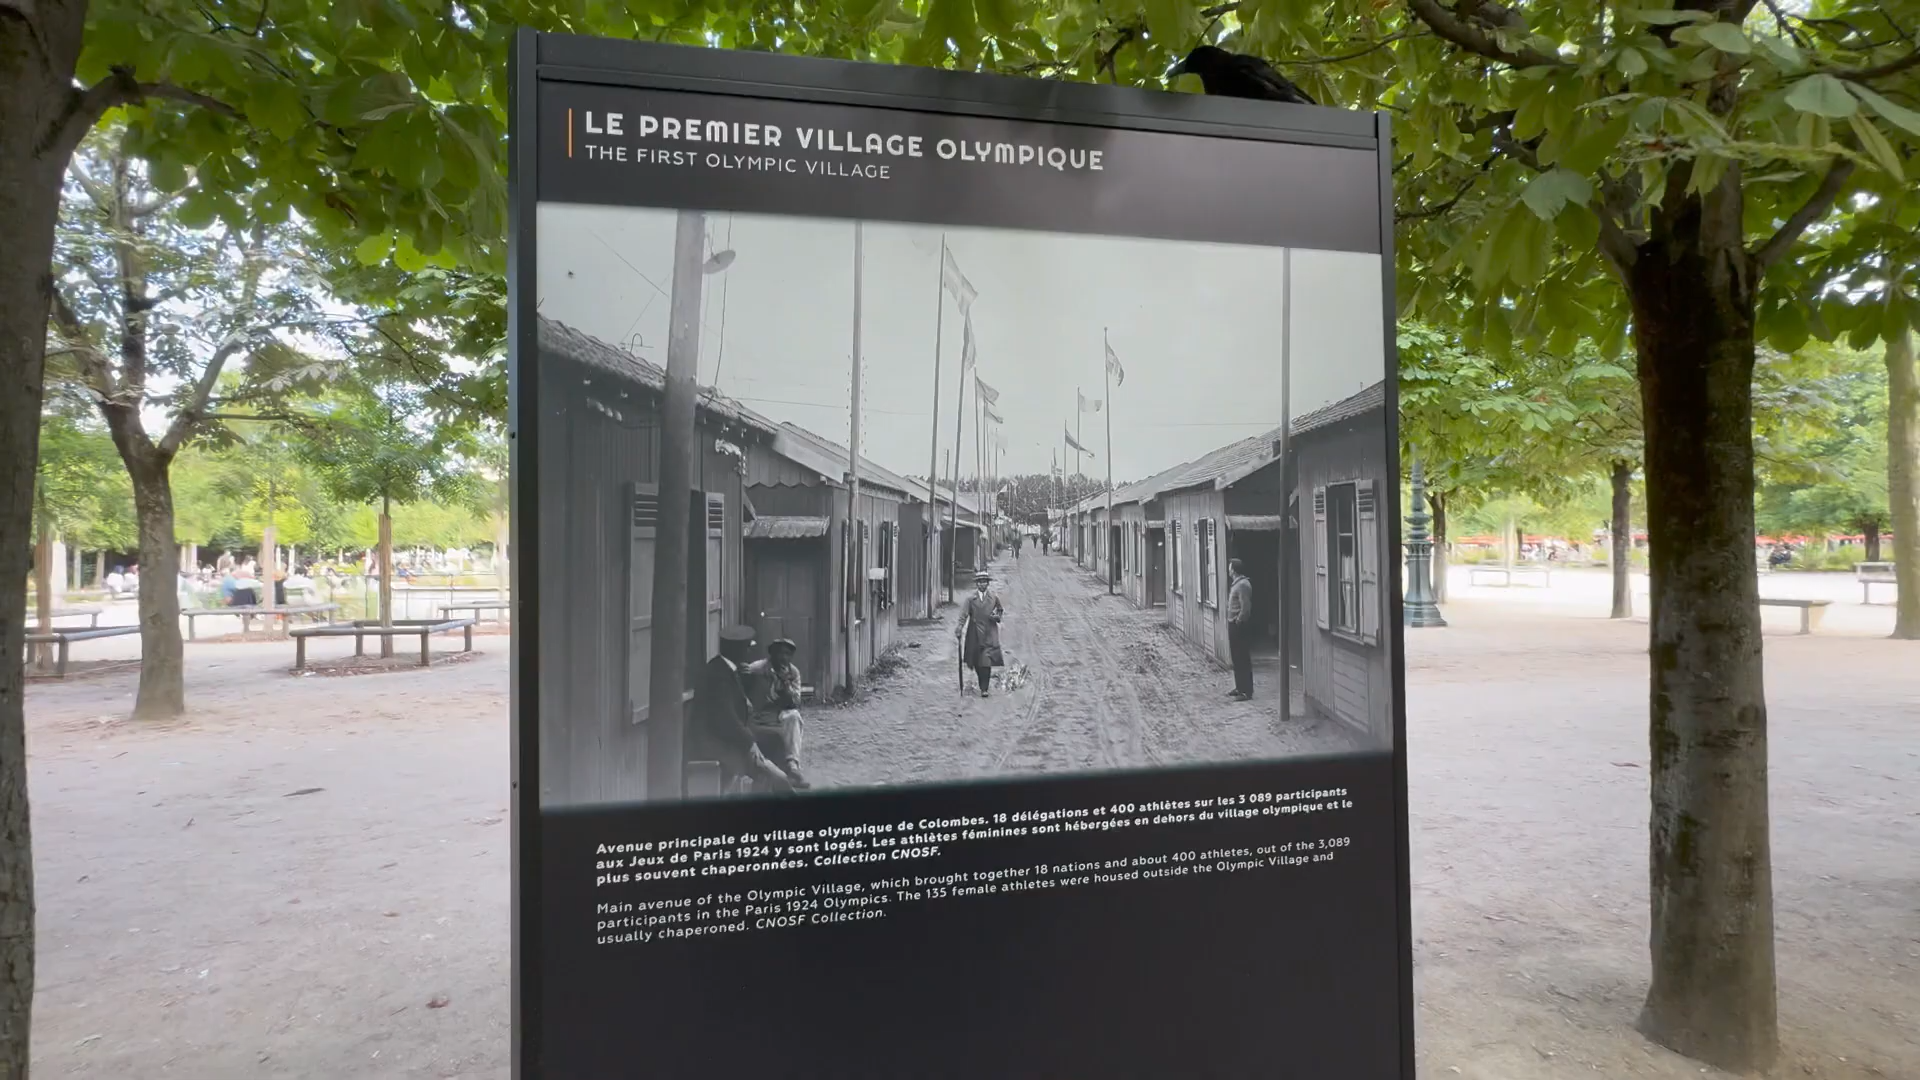 LE PREMIER VILLAGE OLYMPIQUE
THE FIRST OLYMPIC VILLAGE
Avenue principale du village olympique de Colombes. 18 délégations et 400 athlètes sur les 3 089 participants
aux Jeux de Paris 1924 y sont logés. Les athlètes féminines sont hébergées en dehors du village olympique et le
plus souvent chaperonnées. Collection CNOSF.
Main avenue of the Olympic Village, which brought together 18 nations and about 400 athletes, out of the 3,089
participants in the Paris 1924 Olympics. The 135 female athletes were housed outside the Olympic Village and
usually chaperoned. CNOSF Collection.